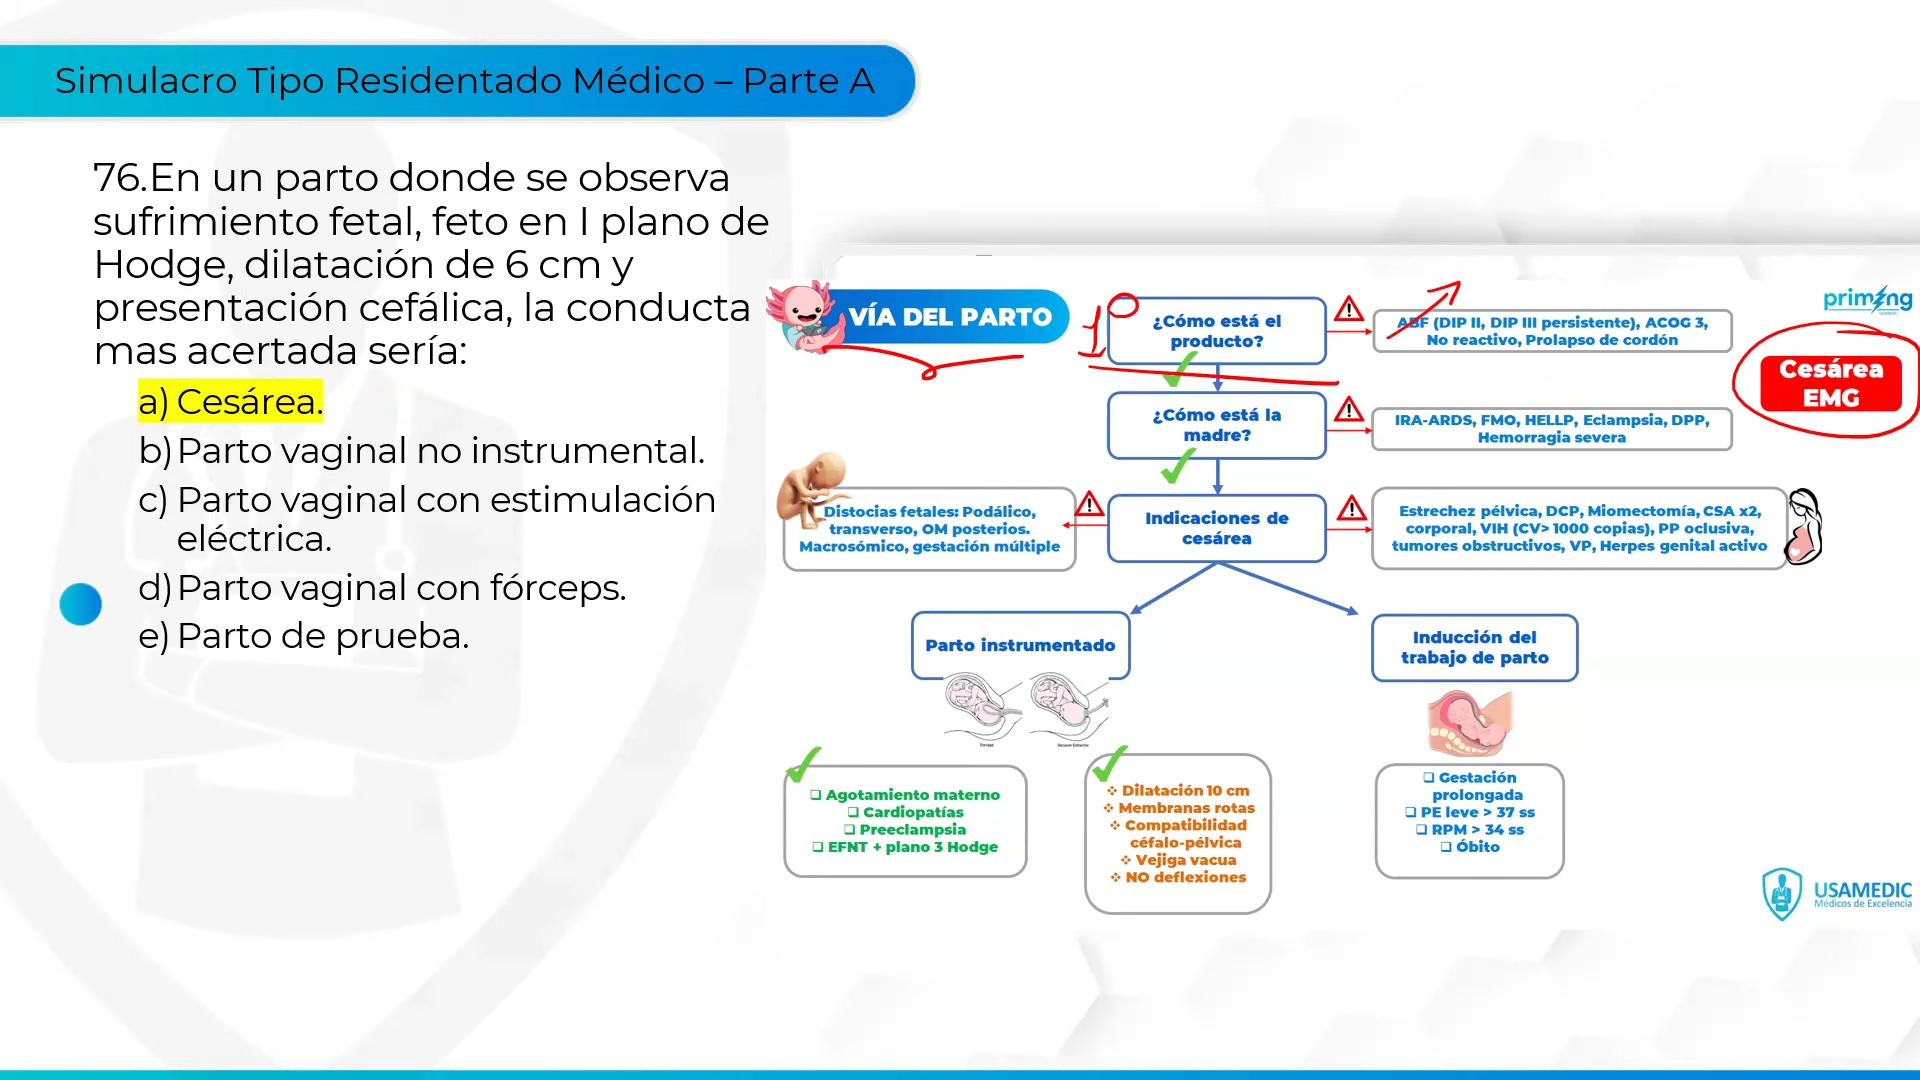 Simulacro Tipo Residentado Médico – Parte A
76.En un parto donde se observa
sufrimiento fetal, feto en I plano de
Hodge, dilatación de 6 cm y
presentación cefálica, la conducta
mas acertada sería:
a) Cesárea.
b) Parto vaginal no instrumental.
c) Parto vaginal con estimulación
eléctrica.
d) Parto vaginal con fórceps.
e) Parto de prueba.
VÍA DEL PARTO
1°
¿Cómo está el
producto?
ABF (DIP II, DIP III persistente), ACOG 3,
No reactivo, Prolapso de cordón
priming
USAMEDIC
Cesárea
EMG
¿Cómo está la
madre?
IRA-ARDS, FMO, HELLP, Eclampsia, DPP,
Hemorragia severa
Distocias fetales: Podálico,
transverso, OM posterios.
Macrosómico, gestación múltiple
Indicaciones de
cesárea
Estrechez pélvica, DCP, Miomectomía, CSA x2,
corporal, VIH (CV> 1000 copias), PP oclusiva,
tumores obstructivos, VP, Herpes genital activo
Parto instrumentado
Inducción del
trabajo de parto
Forceps
Vacuum Extractor
❑ Agotamiento materno
❑ Cardiopatías
❑ Preeclampsia
❑ EFNT + plano 3 Hodge
❖ Dilatación 10 cm
❖ Membranas rotas
❖ Compatibilidad
céfalo-pélvica
❖ Vejiga vacua
❖ NO deflexiones
❑ Gestación
prolongada
❑ PE leve > 37 ss
❑ RPM > 34 ss
❑ Óbito
USAMEDIC
Médicos de Excelencia